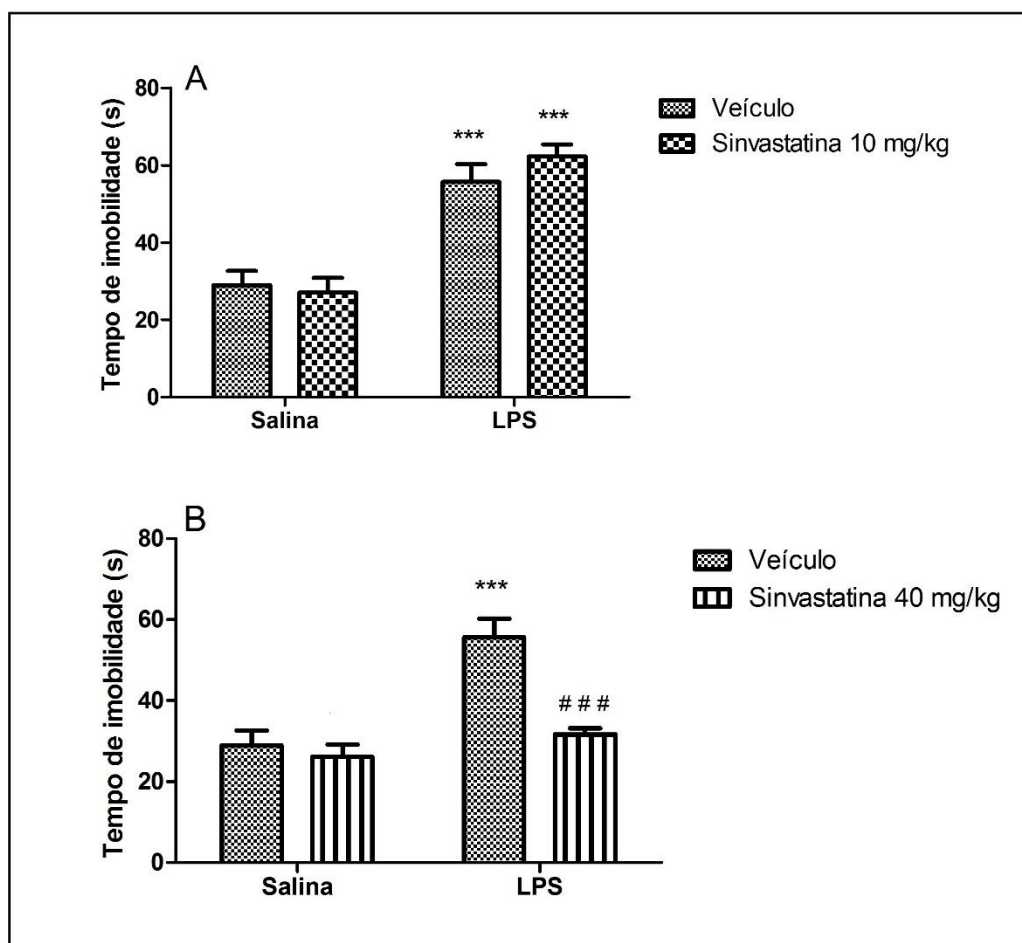 A
Tempo de imobilidade (s)
80
60
40
20
0
***
***
Salina
LPS
Veículo
Sinvastatina 10 mg/kg
B
Tempo de imobilidade (s)
80
60
40
20
0
***
# # #
Salina
LPS
Veículo
Sinvastatina 40 mg/kg